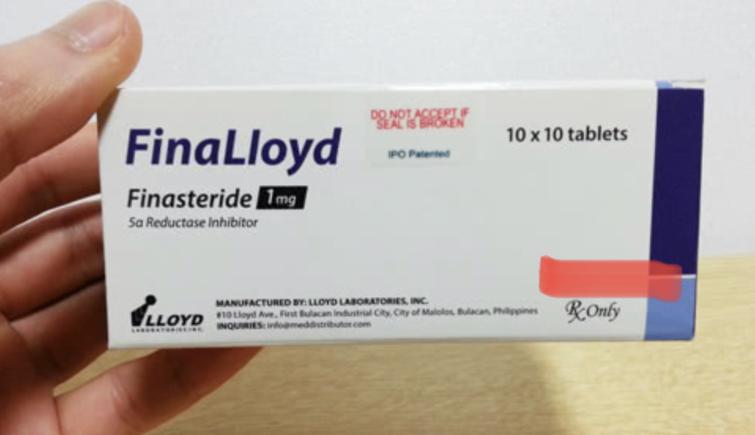 FinaLloyd
Finasteride 1mg
5a Reductase Inhibitor
DO NOT ACCEPT IF
SEAL IS BROKEN
IPO Patented
10 x 10 tablets
LLOYD
LABORATORIES INC.
MANUFACTURED BY: LLOYD LABORATORIES, INC.
#10 Lloyd Ave., First Bulacan Industrial City, City of Malolos, Bulacan, Philippines
INQUIRIES: info@meddistributor.com
Rx Only